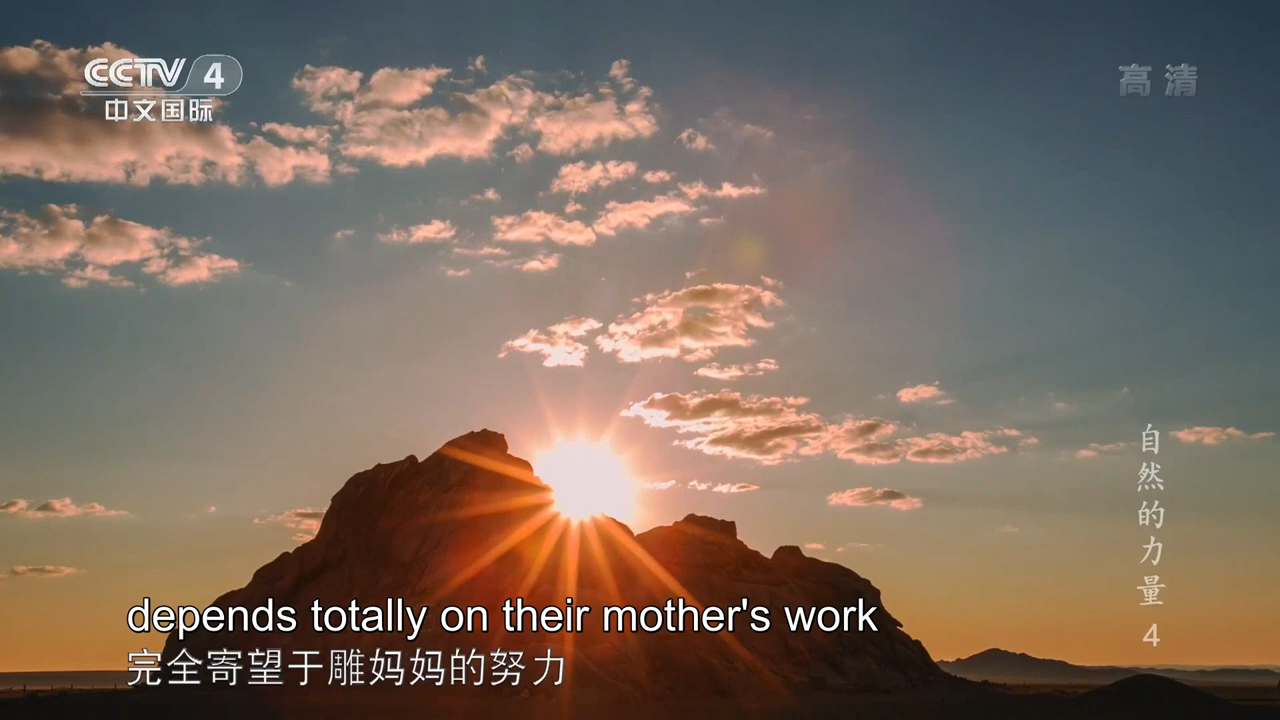 CCTV 4
中文国际
高清
自然的力量 4
depends totally on their mother's work
完全寄望于雕妈妈的努力